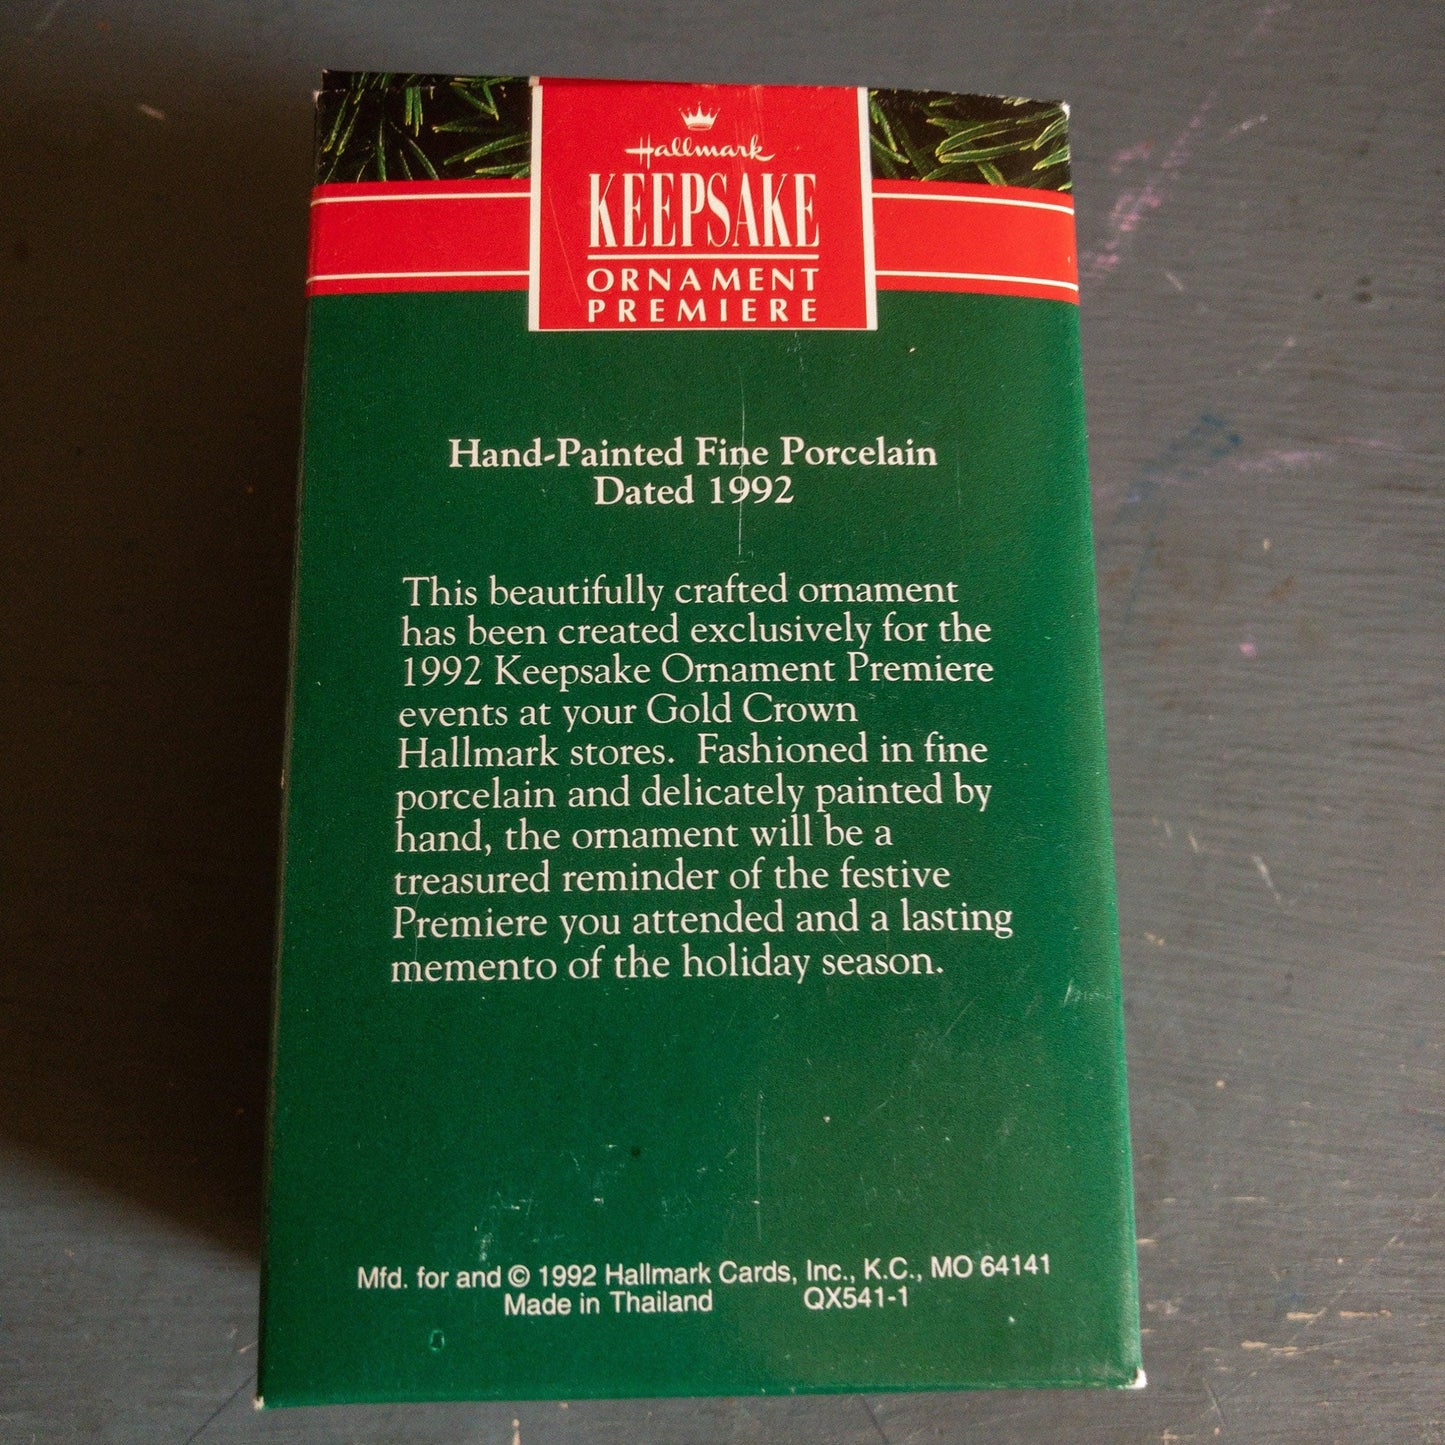 Hallmark
KEEPSAKE
ORNAMENT
PREMIERE
Hand-Painted Fine Porcelain
Dated 1992
This beautifully crafted ornament
has been created exclusively for the
1992 Keepsake Ornament Premiere
events at your Gold Crown
Hallmark stores. Fashioned in fine
porcelain and delicately painted by
hand, the ornament will be a
treasured reminder of the festive
Premiere you attended and a lasting
memento of the holiday season.
Mfd. for and © 1992 Hallmark Cards, Inc., K.C., MO 64141
Made in Thailand QX541-1